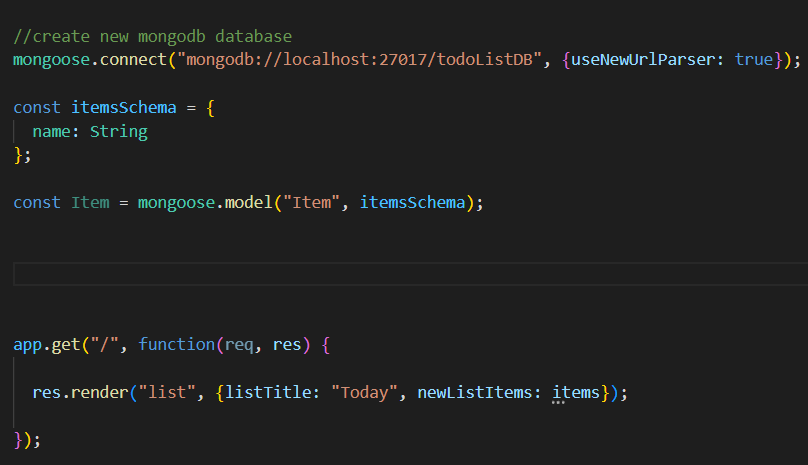 //create new mongodb database
mongoose.connect("mongodb://localhost:27017/todoListDB", {useNewUrlParser: true});
const itemsSchema = {
name: String
};
const Item = mongoose.model("Item", itemsSchema);
app.get("/", function(req, res) {
res.render("list", {listTitle: "Today", newListItems: items});
});